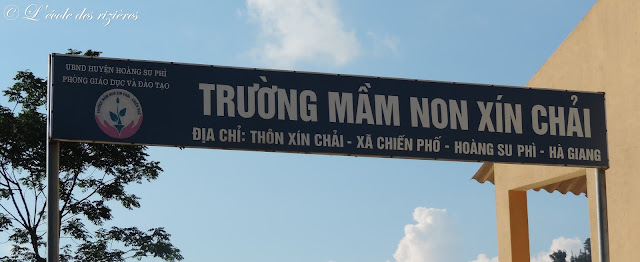 © L'école des rizières
UBND HUYỆN HOÀNG SU PHÌ
PHÒNG GIÁO DỤC VÀ ĐÀO TẠO
TRƯỜNG MẦM NON XÍN CHẢI
ĐỊA CHỈ: THÔN XÍN CHẢI - XÃ CHIẾN PHỐ - HOÀNG SU PHÌ - HÀ GIANG